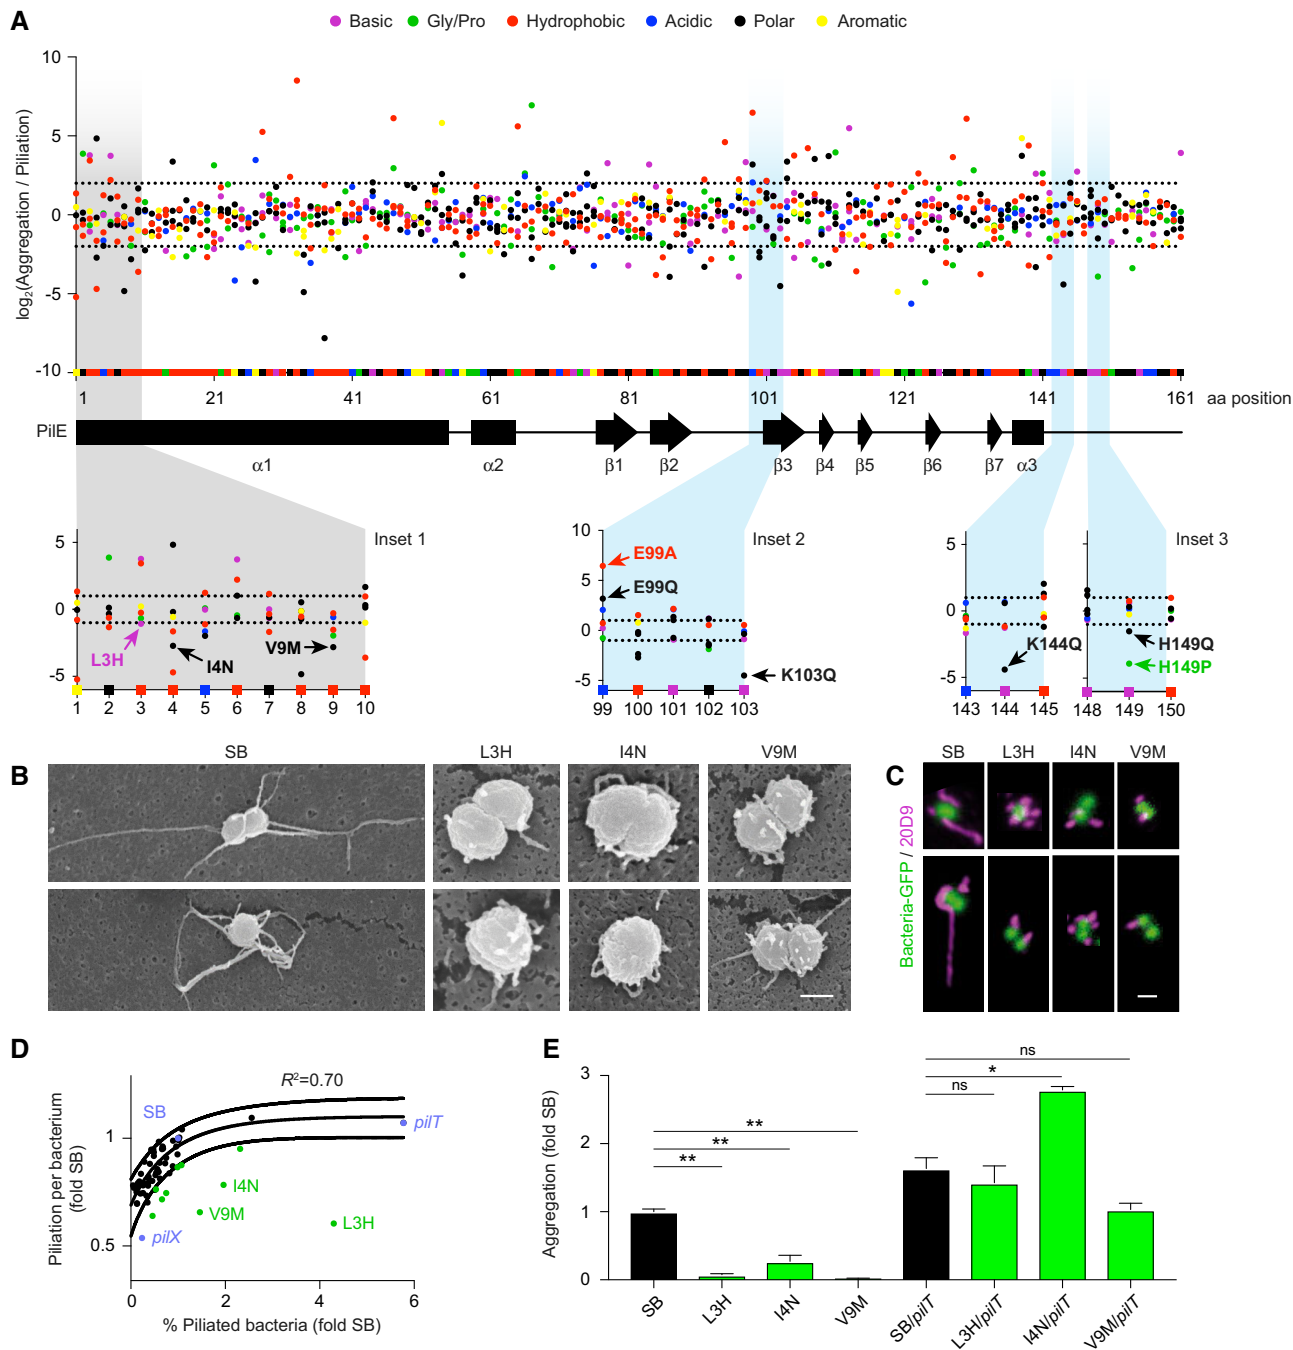 A
Basic Gly/Pro Hydrophobic Acidic Polar Aromatic
log2(Aggregation / Piliation)
10
5
0
-5
-10
1 21 41 61 81 101 121 141 161 aa position
PilE
α1 α2 β1 β2 β3 β4 β5 β6 β7 α3
Inset 1
5
0
-5
L3H
I4N
V9M
1 2 3 4 5 6 7 8 9 10
Inset 2
10
5
0
-5
E99A
E99Q
K103Q
99 100 101 102 103
Inset 3
5
0
-5
K144Q
H149Q
H149P
143 144 145 148 149 150
B
SB L3H I4N V9M
C
SB L3H I4N V9M
Bacteria-GFP / 20D9
D
Piliation per bacterium
(fold SB)
R2=0.70
1
0.5
SB
pilT
I4N
V9M
L3H
pilX
0 2 4 6
% Piliated bacteria (fold SB)
E
Aggregation (fold SB)
3
2
1
0
** ** **
ns * ns
SB L3H I4N V9M SB/pilT L3H/pilT I4N/pilT V9M/pilT